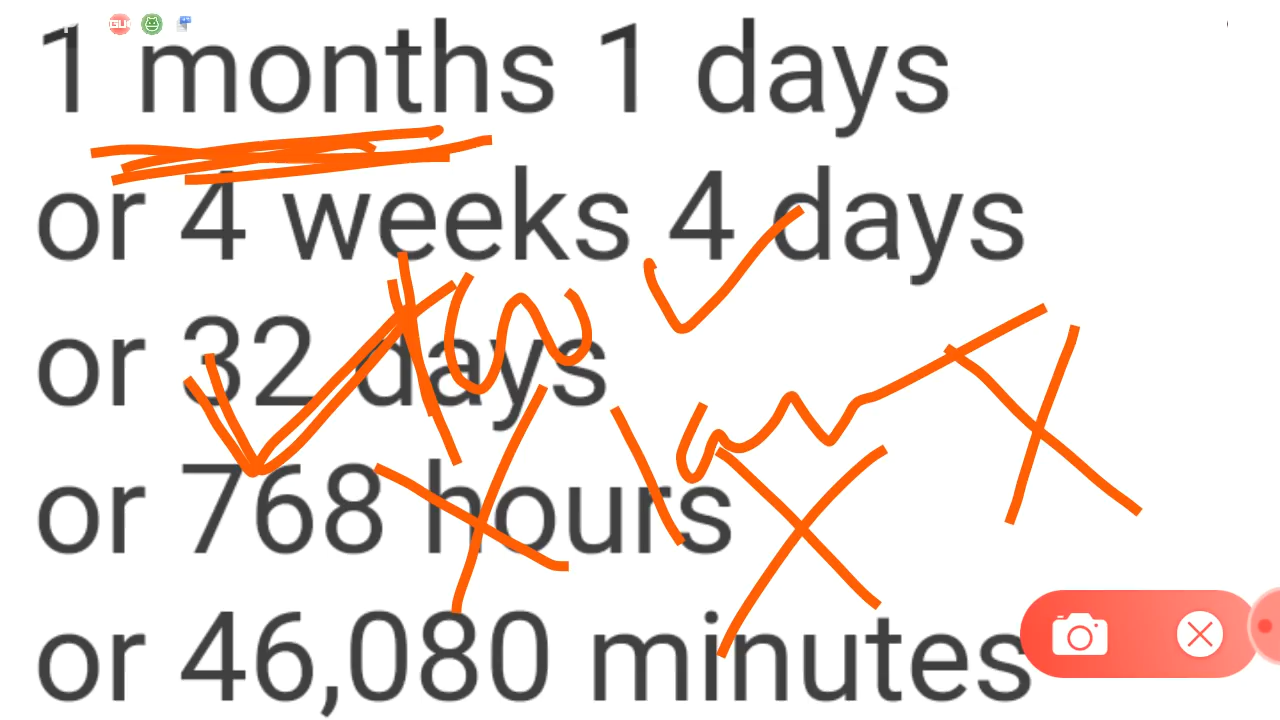 1 months 1 days
or 4 weeks 4 days
or 32 days
or 768 hours
or 46,080 minutes